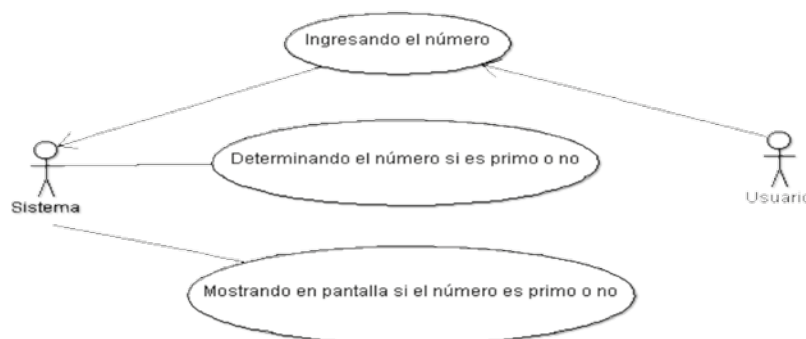 Ingresando el número
Determinando el número si es primo o no
Sistema
Usuario
Mostrando en pantalla si el número es primo o no